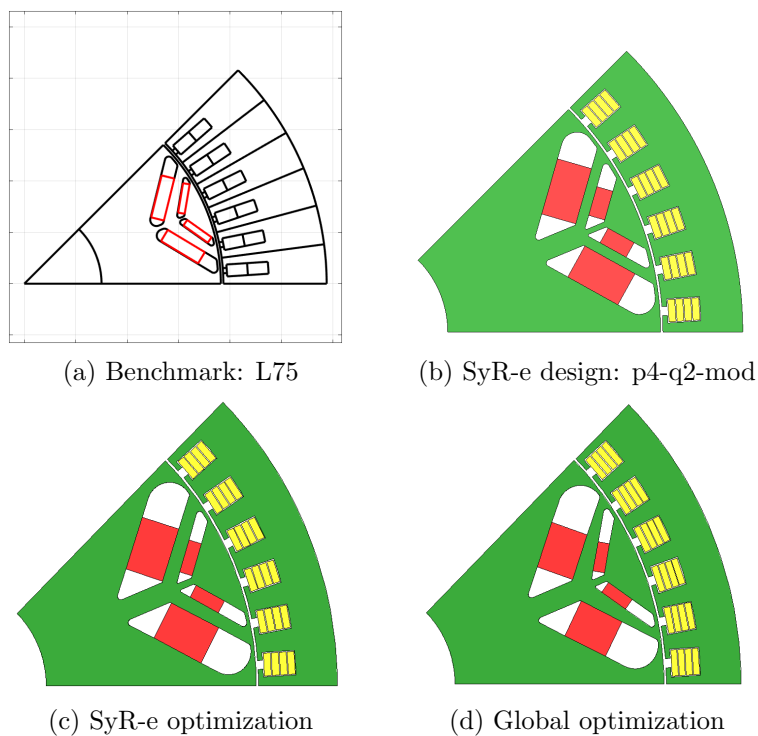 (a) Benchmark: L75
(b) SyR-e design: p4-q2-mod
(c) SyR-e optimization
(d) Global optimization